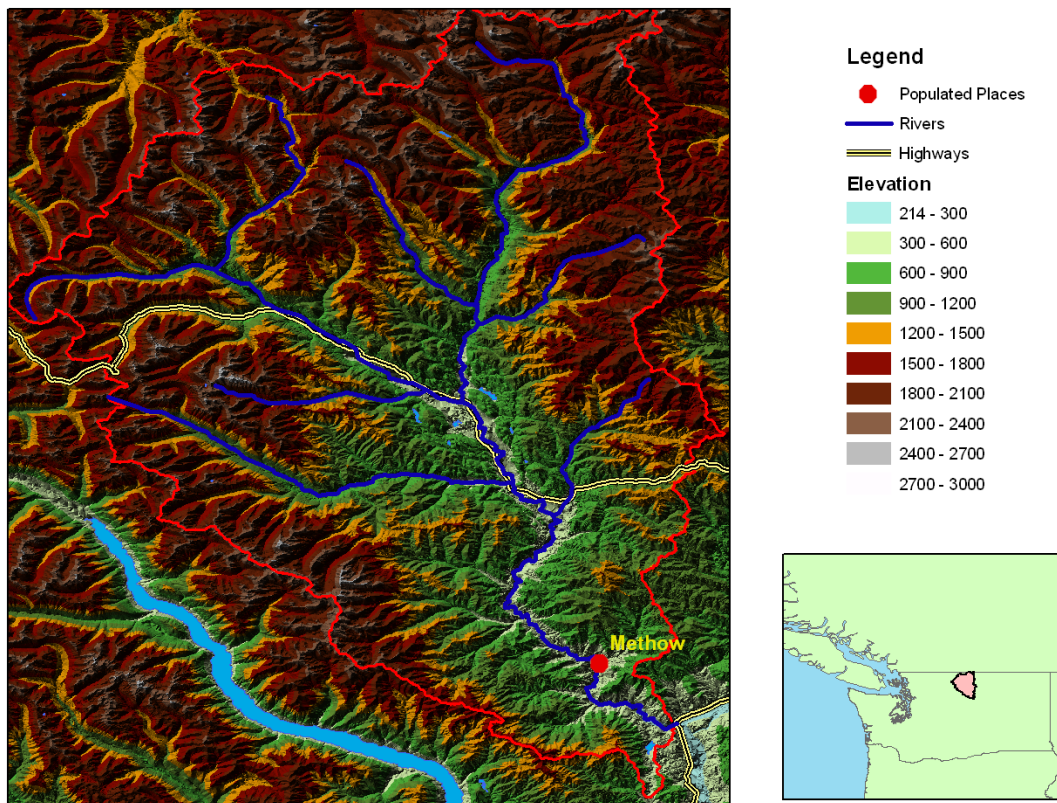 Legend
Populated Places
Rivers
Highways
Elevation
214 - 300
300 - 600
600 - 900
900 - 1200
1200 - 1500
1500 - 1800
1800 - 2100
2100 - 2400
2400 - 2700
2700 - 3000
Methow